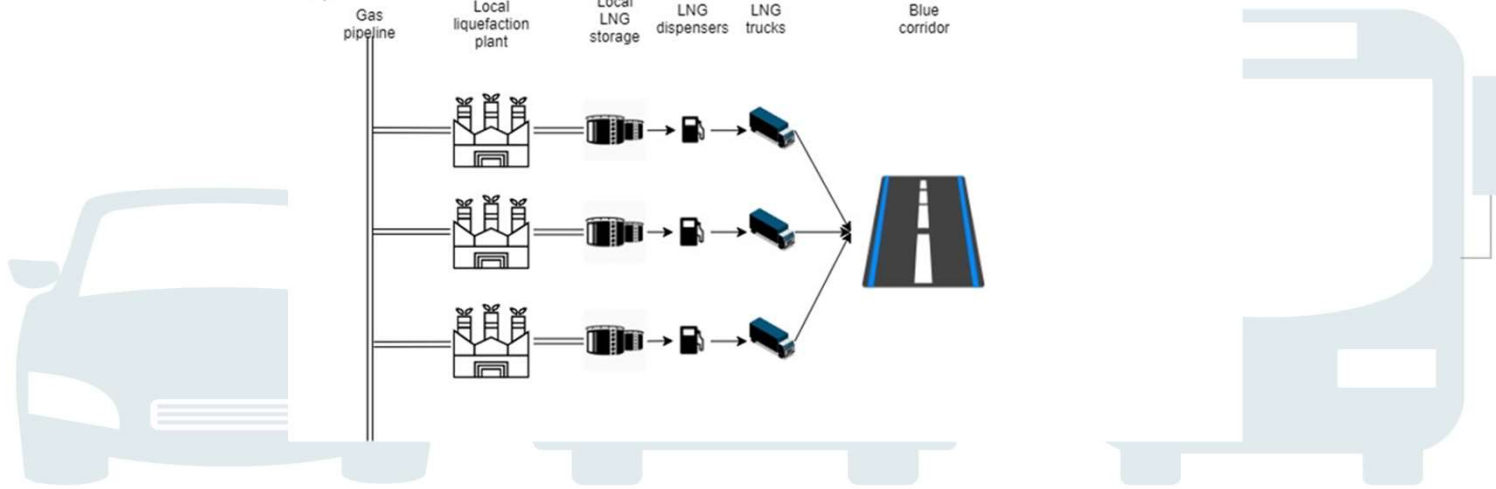 Gas
pipeline
Local
liquefaction
plant
Local
LNG
storage
LNG
dispensers
LNG
trucks
Blue
corridor